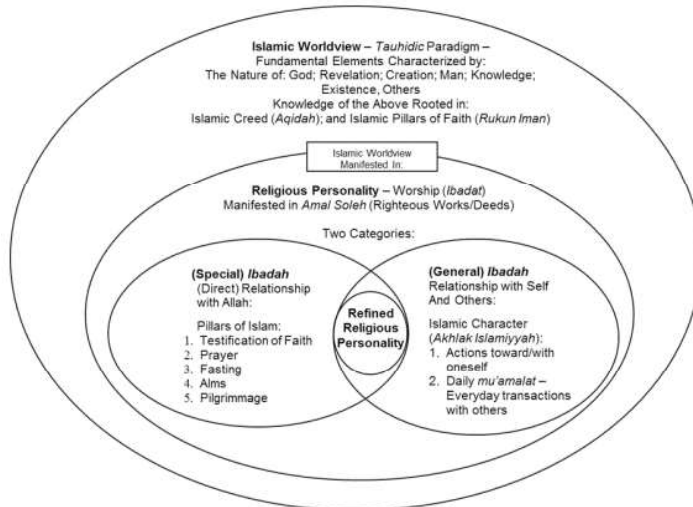 Islamic Worldview – Tauhidic Paradigm –
Fundamental Elements Characterized by:
The Nature of: God; Revelation; Creation; Man; Knowledge;
Existence, Others
Knowledge of the Above Rooted in:
Islamic Creed (Aqidah); and Islamic Pillars of Faith (Rukun Iman)
Islamic Worldview
Manifested In:
Religious Personality – Worship (Ibadat)
Manifested in Amal Soleh (Righteous Works/Deeds)
Two Categories:
(Special) Ibadah
(Direct) Relationship
with Allah:
Pillars of Islam:
1. Testification of Faith
2. Prayer
3. Fasting
4. Alms
5. Pilgrimage
Refined
Religious
Personality
(General) Ibadah
Relationship with Self
And Others:
Islamic Character
(Akhlak Islamiyyah):
1. Actions toward/with
oneself
2. Daily mu'amalat –
Everyday transactions
with others